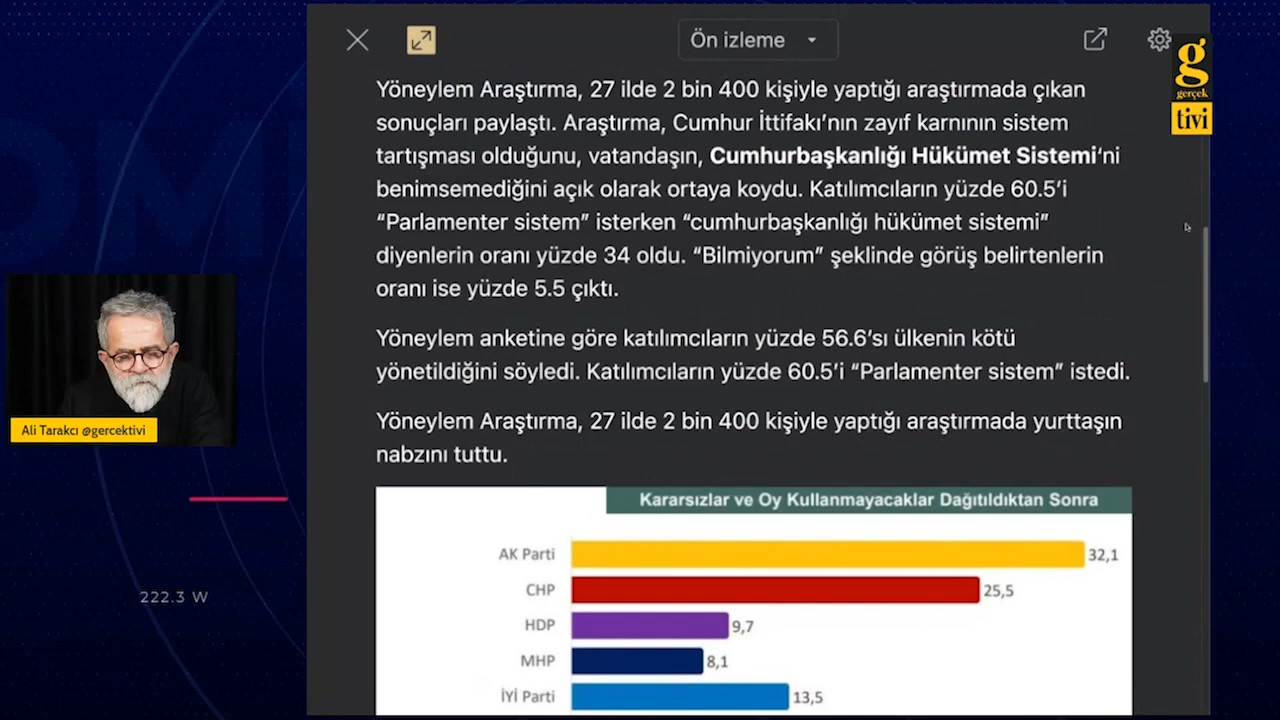 Ön izleme
g
gerçek
tivi
Yöneylem Araştırma, 27 ilde 2 bin 400 kişiyle yaptığı araştırmada çıkan
sonuçları paylaştı. Araştırma, Cumhur İttifakı’nın zayıf karnının sistem
tartışması olduğunu, vatandaşın, Cumhurbaşkanlığı Hükümet Sistemi‘ni
benimsemediğini açık olarak ortaya koydu. Katılımcıların yüzde 60.5’i
“Parlamenter sistem” isterken “cumhurbaşkanlığı hükümet sistemi”
diyenlerin oranı yüzde 34 oldu. “Bilmiyorum” şeklinde görüş belirtenlerin
oranı ise yüzde 5.5 çıktı.
Yöneylem anketine göre katılımcıların yüzde 56.6’sı ülkenin kötü
yönetildiğini söyledi. Katılımcıların yüzde 60.5’i “Parlamenter sistem” istedi.
Yöneylem Araştırma, 27 ilde 2 bin 400 kişiyle yaptığı araştırmada yurttaşın
nabzını tuttu.
Ali Tarakcı @gercektivi
222.3 W
Kararsızlar ve Oy Kullanmayacaklar Dağıtıldıktan Sonra
AK Parti 32,1
CHP 25,5
HDP 9,7
MHP 8,1
İYİ Parti 13,5